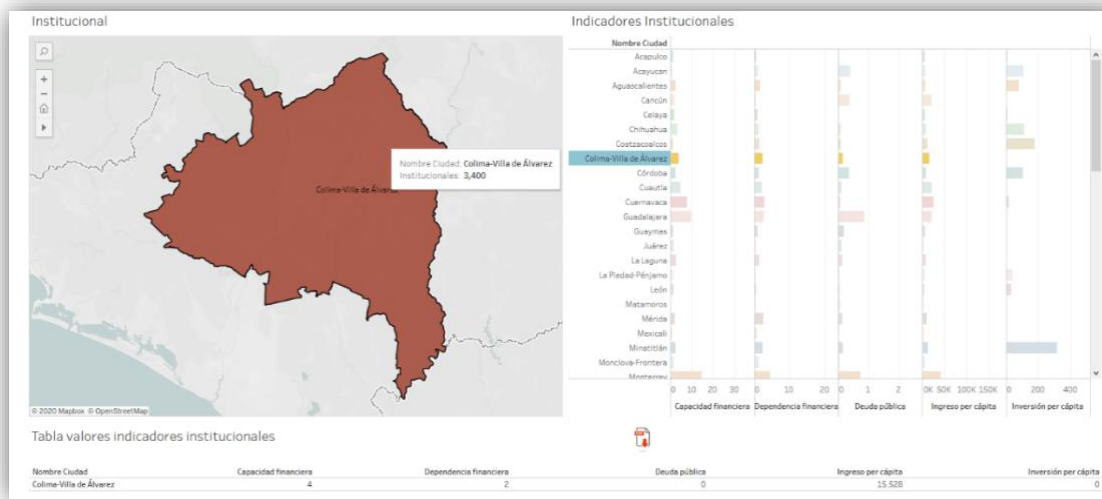 Institucional
Nombre Ciudad: Colima-Villa de Álvarez
Institucionales: 3,400
Colima-Villa de Álvarez
© 2020 Mapbox © OpenStreetMap
Indicadores Institucionales
Nombre Ciudad
Acapulco
Acayucan
Aguascalientes
Cancún
Celaya
Chihuahua
Coatzacoalcos
Colima-Villa de Álvarez
Córdoba
Cuautla
Cuernavaca
Guadalajara
Guaymas
Juárez
La Laguna
La Piedad-Pénjamo
León
Matamoros
Mérida
Mexicali
Minatitlán
Monclova-Frontera
Monterrey
0 10 20 30 0 10 20 0 1 2 0K 50K 100K 150K 0 200 400
Capacidad financiera Dependencia financiera Deuda pública Ingreso per cápita Inversión per cápita
Tabla valores indicadores institucionales
Nombre Ciudad Capacidad financiera Dependencia financiera Deuda pública Ingreso per cápita Inversión per cápita
Colima-Villa de Álvarez 4 2 0 15.528 0